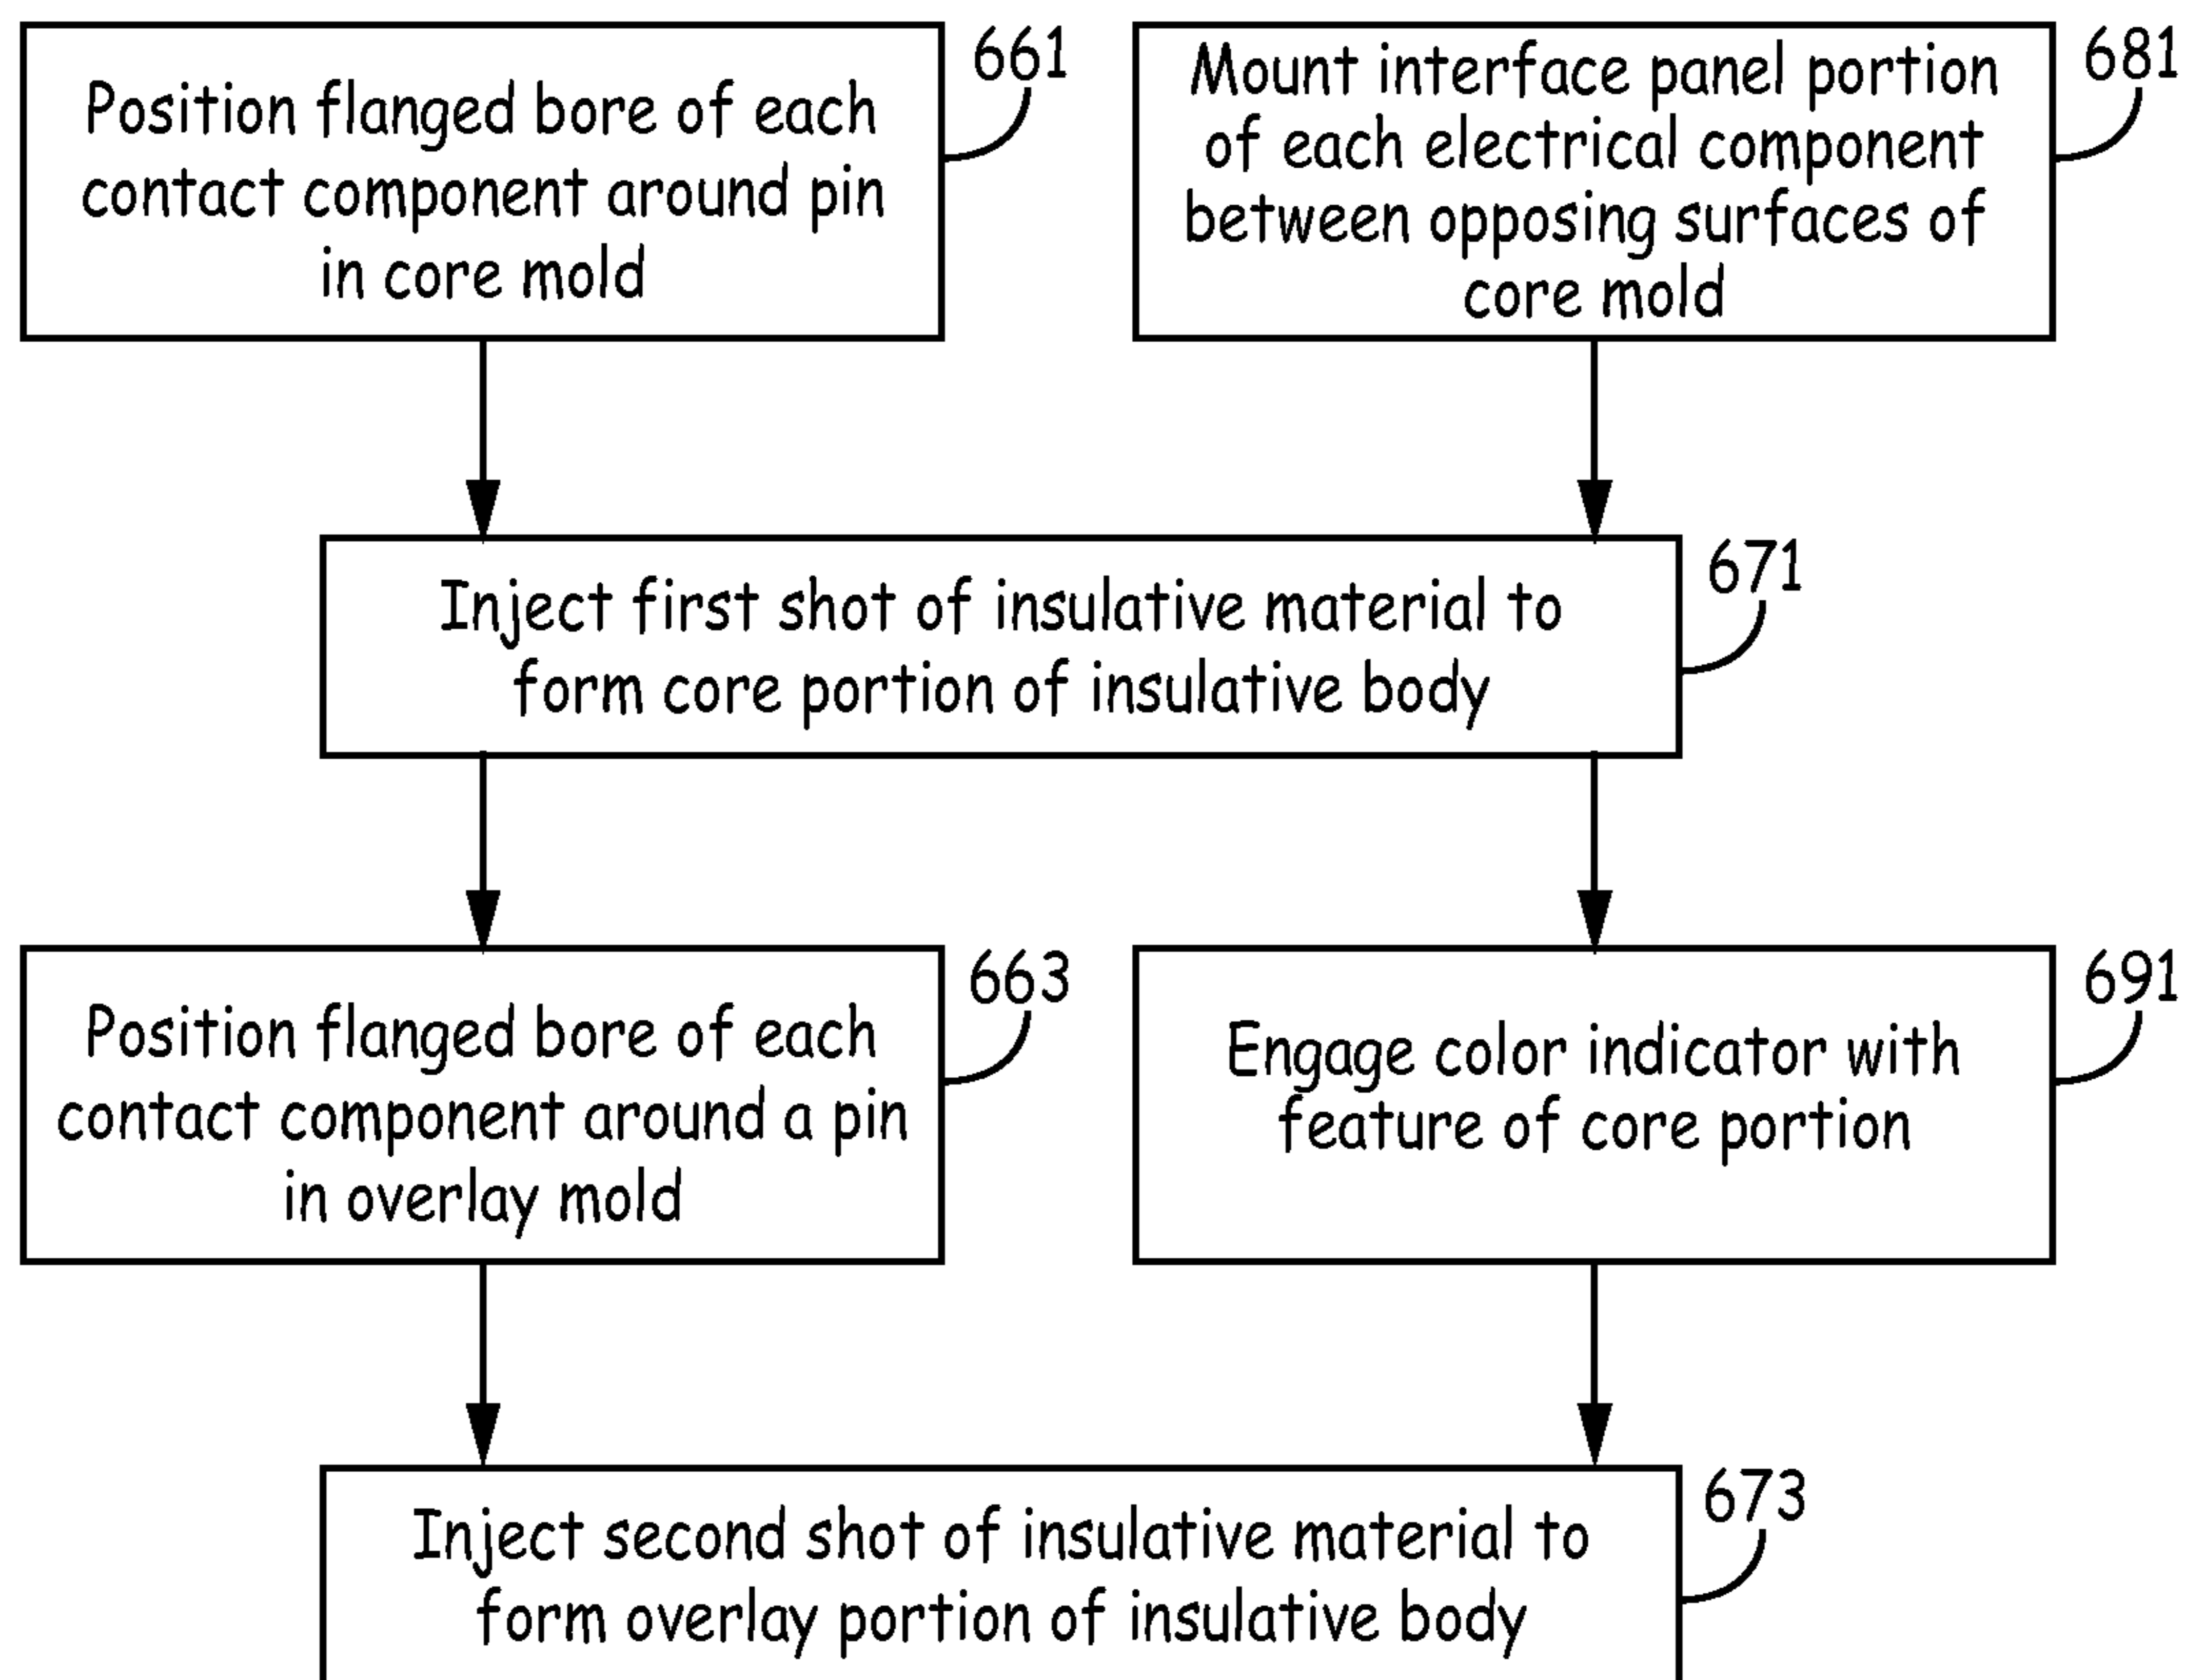 Position flanged bore of each
contact component around pin
in core mold
661
Mount interface panel portion
of each electrical component
between opposing surfaces of
core mold
681
Inject first shot of insulative material to
form core portion of insulative body
671
Position flanged bore of each
contact component around a pin
in overlay mold
663
Engage color indicator with
feature of core portion
691
Inject second shot of insulative material to
form overlay portion of insulative body
673